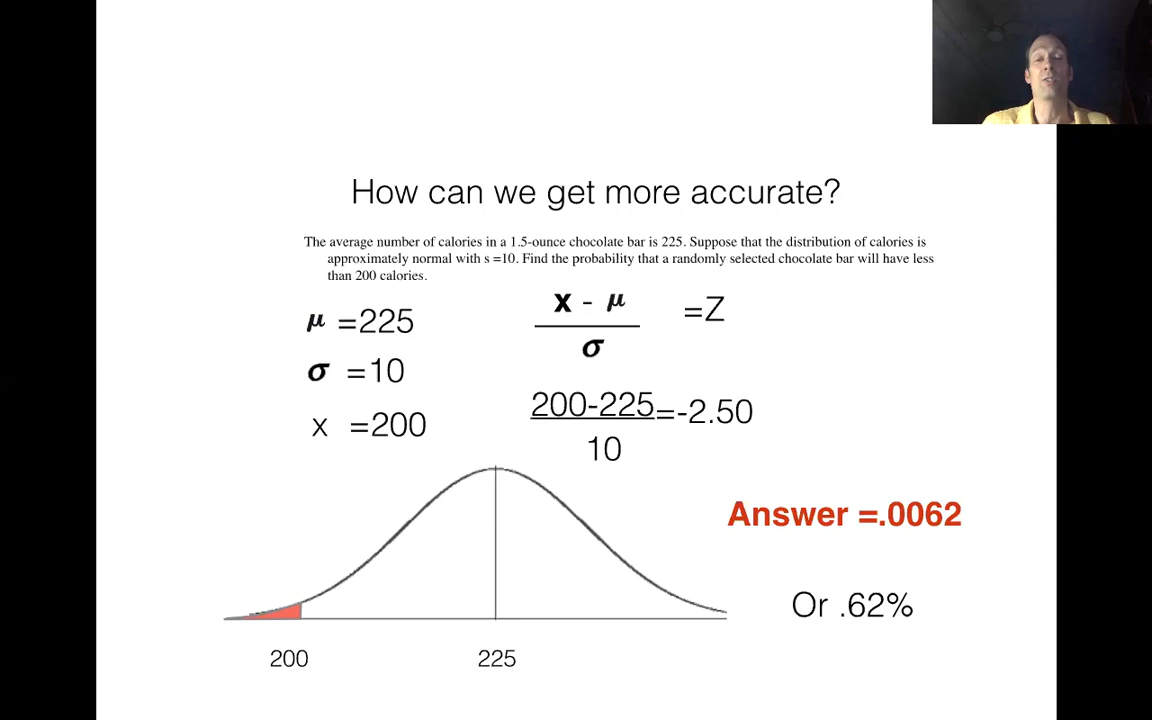 How can we get more accurate?
The average number of calories in a 1.5-ounce chocolate bar is 225. Suppose that the distribution of calories is
approximately normal with s =10. Find the probability that a randomly selected chocolate bar will have less
than 200 calories.
μ =225
σ =10
x =200
x - μ
σ
=Z
200-225=-2.50
10
Answer =.0062
Or .62%
200
225